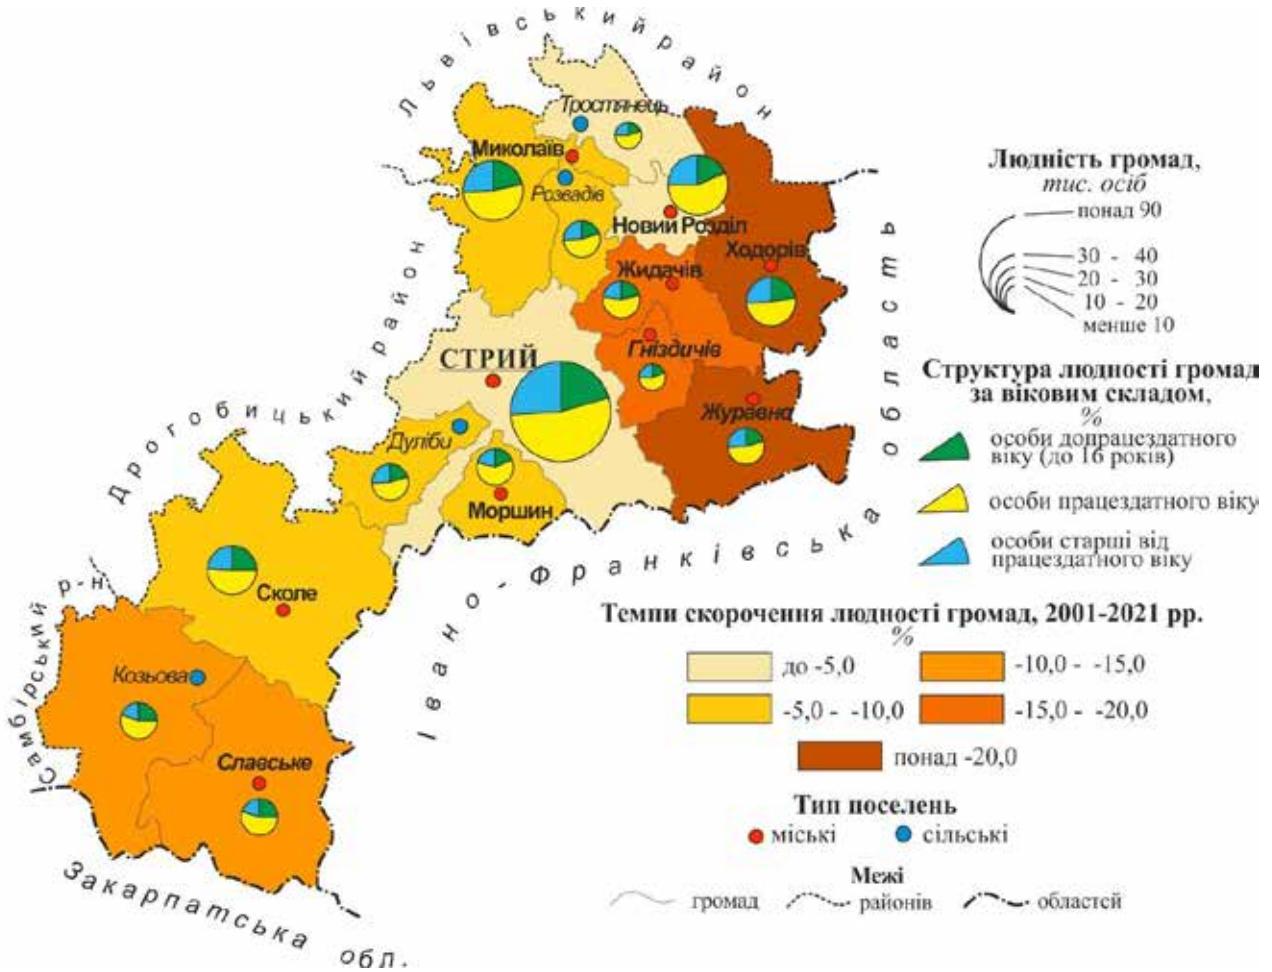 Львівський район
Тростянець
Миколаїв
Розвадів
Новий Розділ
Ходорів
Жидачів
Гніздичів
СТРИЙ
Журавно
Дуліби
Моршин
Сколе
Козьова
Славське
Дрогобицький район
Самбірський р-н
Закарпатська обл.
Івано-Франківська область
Людність громад,
тис. осіб
понад 90
30 - 40
20 - 30
10 - 20
менше 10
Структура людності громад
за віковим складом,
%
особи допрацездатного
віку (до 16 років)
особи працездатного віку
особи старші від
працездатного віку
Темпи скорочення людності громад, 2001-2021 рр.
%
до -5,0
-10,0 - -15,0
-5,0 - -10,0
-15,0 - -20,0
понад -20,0
Тип поселень
міські
сільські
Межі
громад
районів
областей